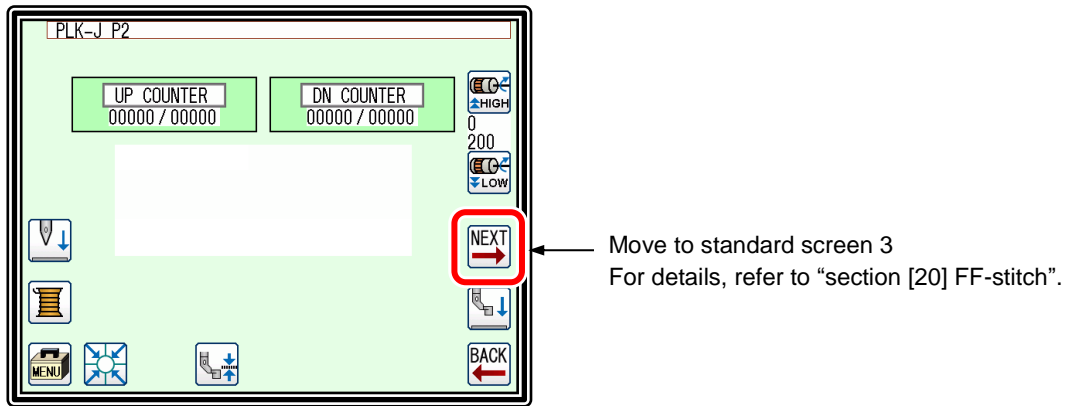 PLK-J P2
UP COUNTER
00000/00000
DN COUNTER
00000/00000
HIGH
0
200
LOW
NEXT
MENU
BACK
Move to standard screen 3
For details, refer to “section [20] FF-stitch”.